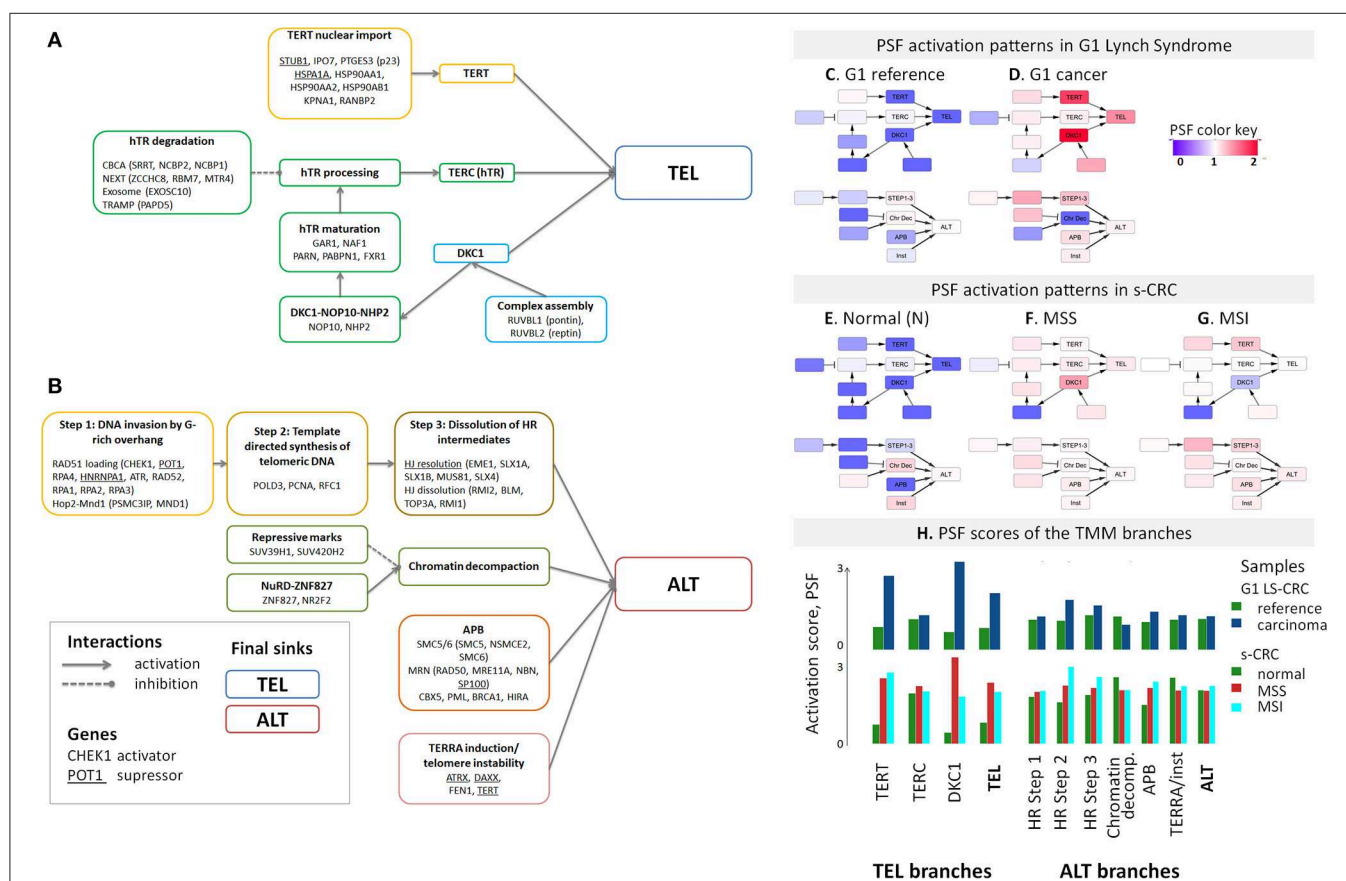 A
TERT nuclear import
STUB1, IPO7, PTGES3 (p23)
HSPA1A, HSP90AA1,
HSP90AA2, HSP90AB1
KPNA1, RANBP2
TERT
hTR degradation
CBCA (SRRT, NCBP2, NCBP1)
NEXT (ZCCHC8, RBM7, MTR4)
Exosome (EXOSC10)
TRAMP (PAPD5)
hTR processing
TERC (hTR)
TEL
hTR maturation
GAR1, NAF1
PARN, PABPN1, FXR1
DKC1
DKC1-NOP10-NHP2
NOP10, NHP2
Complex assembly
RUVBL1 (pontin),
RUVBL2 (reptin)
B
Step 1: DNA invasion by G-
rich overhang
RAD51 loading (CHEK1, POT1,
RPA4, HNRNPA1, ATR, RAD52,
RPA1, RPA2, RPA3)
Hop2-Mnd1 (PSMC3IP, MND1)
Step 2: Template
directed synthesis of
telomeric DNA
POLD3, PCNA, RFC1
Step 3: Dissolution of HR
intermediates
HJ resolution (EME1, SLX1A,
SLX1B, MUS81, SLX4)
HJ dissolution (RMI2, BLM,
TOP3A, RMI1)
Repressive marks
SUV39H1, SUV420H2
NuRD-ZNF827
ZNF827, NR2F2
Chromatin decompaction
ALT
APB
SMC5/6 (SMC5, NSMCE2,
SMC6)
MRN (RAD50, MRE11A, NBN,
SP100)
CBX5, PML, BRCA1, HIRA
TERRA induction/
telomere instability
ATRX, DAXX,
FEN1, TERT
Interactions
activation
inhibition
Genes
CHEK1 activator
POT1 supressor
Final sinks
TEL
ALT
PSF activation patterns in G1 Lynch Syndrome
C. G1 reference
TERT
TERC
TEL
DKC1
STEP1-3
Chr Dec
ALT
APB
Inst
D. G1 cancer
TERT
TERC
TEL
DKC1
STEP1-3
Chr Dec
ALT
APB
Inst
PSF color key
0 1 2
PSF activation patterns in s-CRC
E. Normal (N)
TERT
TERC
TEL
DKC1
STEP1-3
Chr Dec
ALT
APB
Inst
F. MSS
TERT
TERC
TEL
DKC1
STEP1-3
Chr Dec
ALT
APB
Inst
G. MSI
TERT
TERC
TEL
DKC1
STEP1-3
Chr Dec
ALT
APB
Inst
H. PSF scores of the TMM branches
Activation score, PSF
3
0
3
0
Samples
G1 LS-CRC
reference
carcinoma
s-CRC
normal
MSS
MSI
TERT
TERC
DKC1
TEL
HR Step 1
HR Step 2
HR Step 3
Chromatin
decomp.
APB
TERRA/inst
ALT
TEL branches
ALT branches